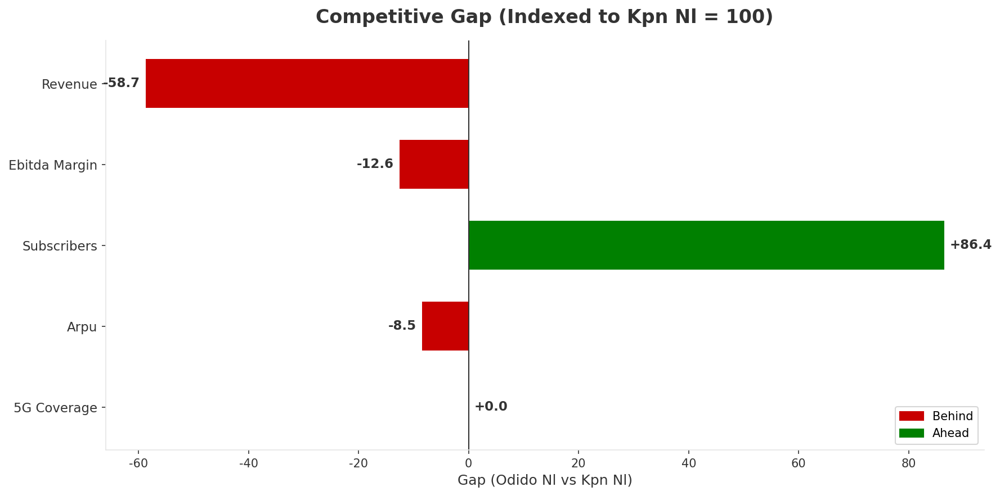 Competitive Gap (Indexed to Kpn Nl = 100)
Revenue
-58.7
Ebitda Margin
-12.6
Subscribers
+86.4
Arpu
-8.5
5G Coverage
+0.0
Behind
Ahead
-60 -40 -20 0 20 40 60 80
Gap (Odido Nl vs Kpn Nl)